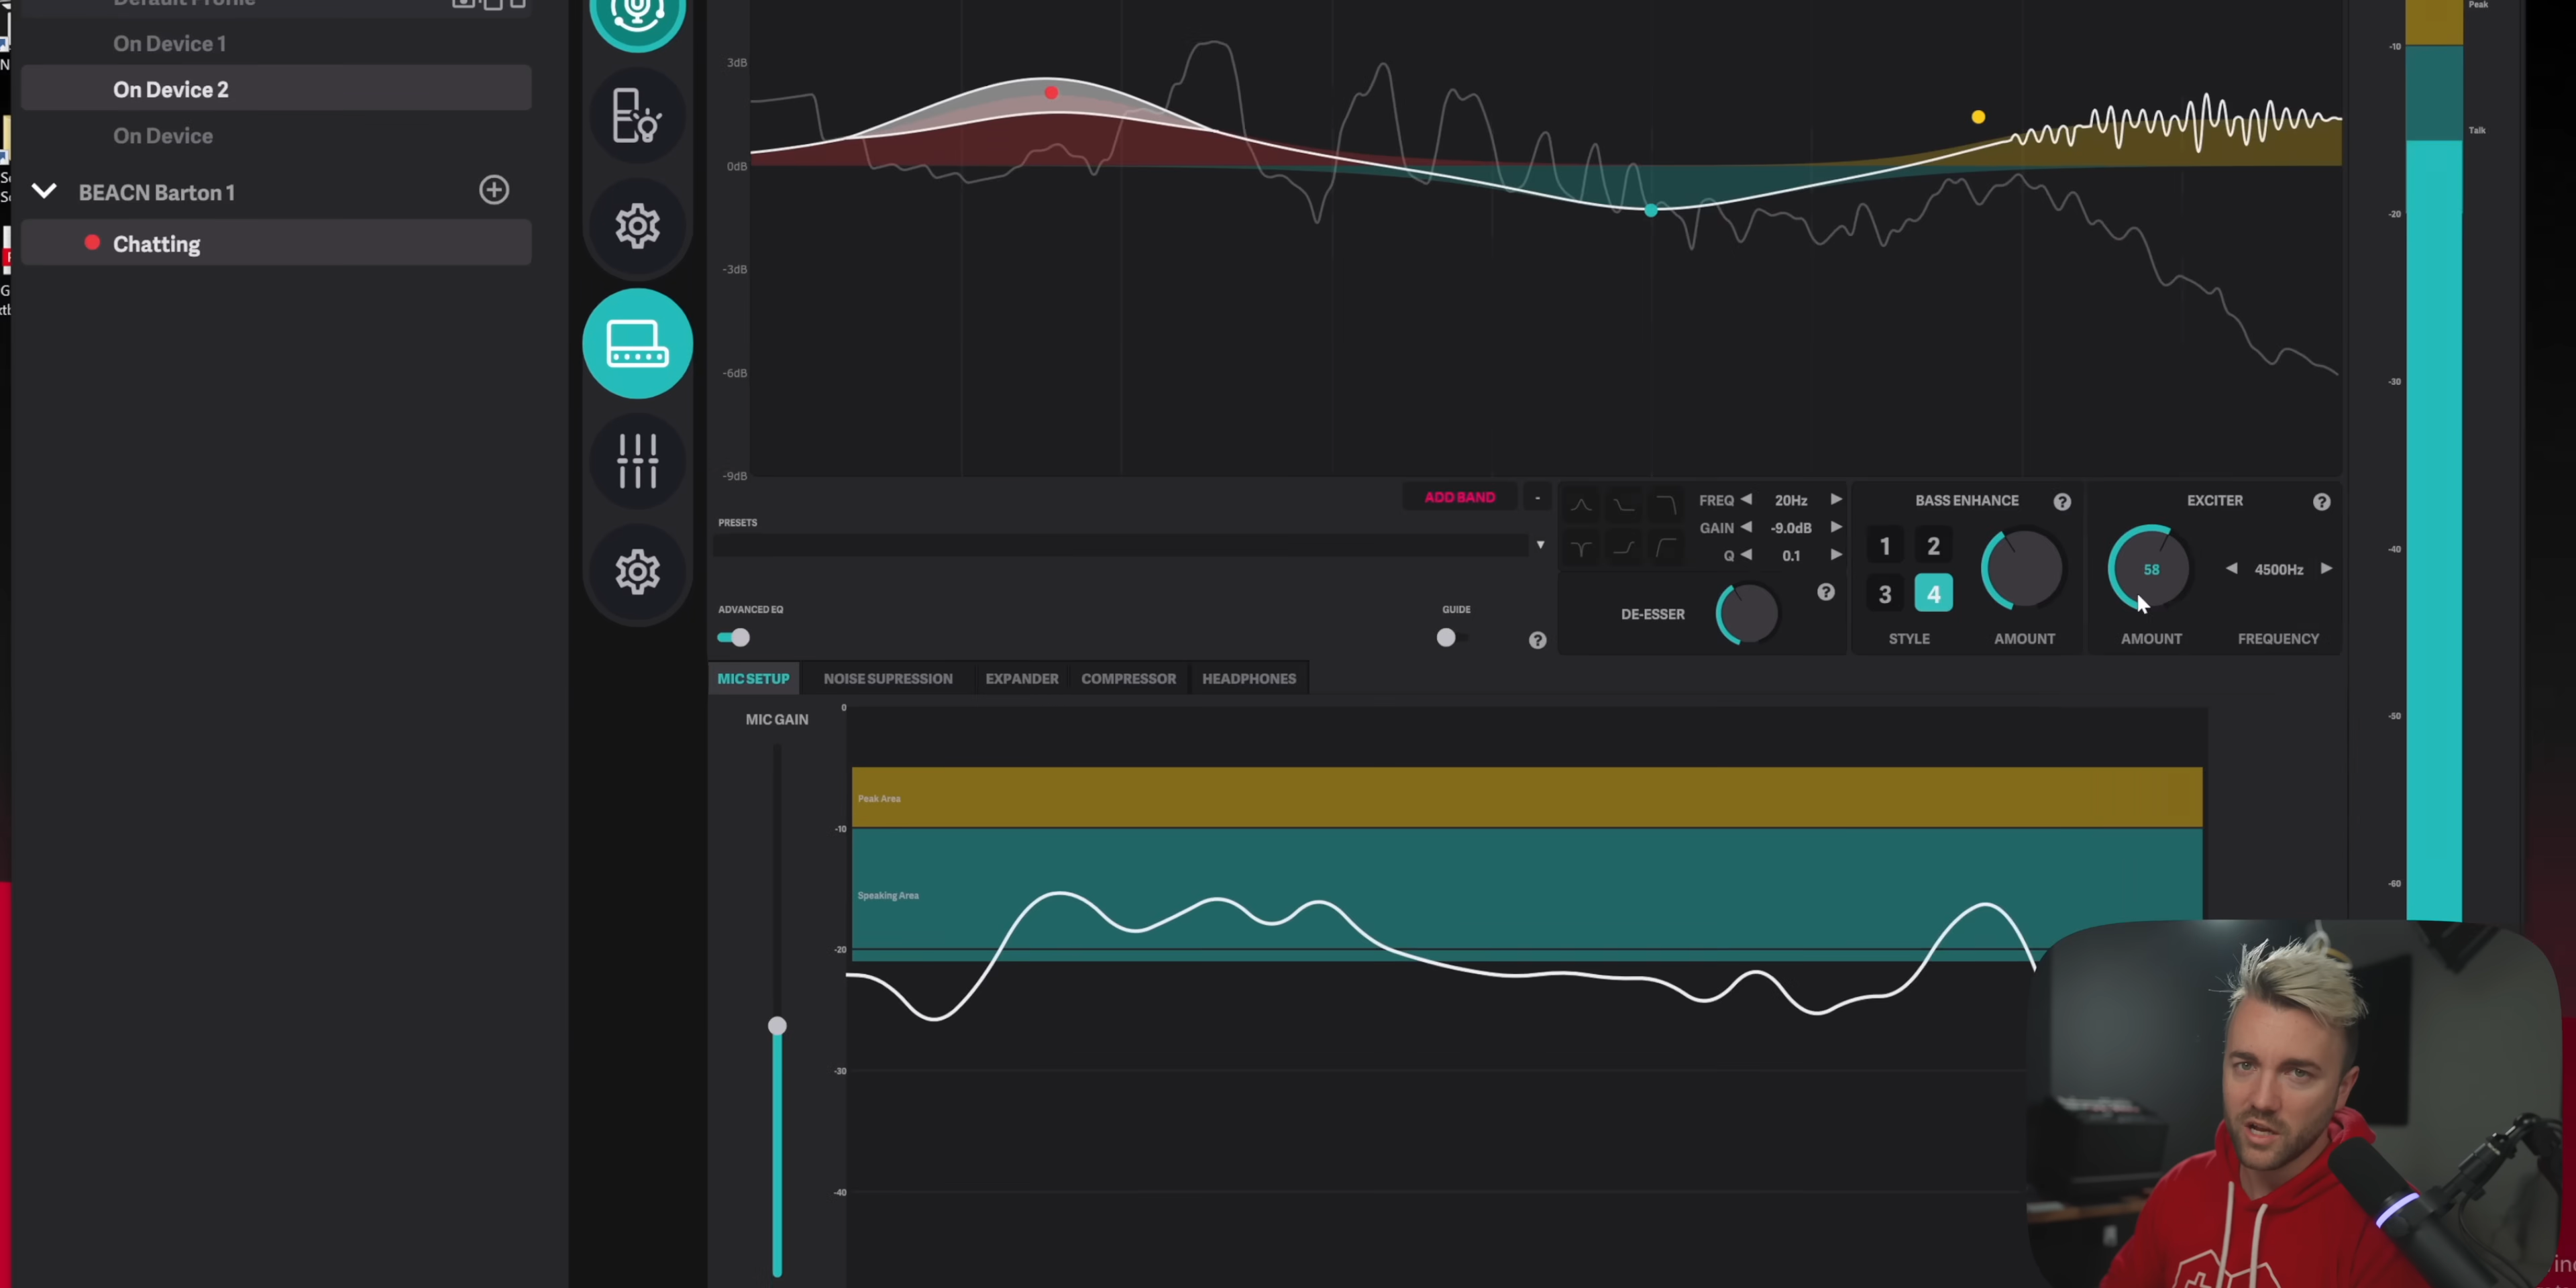 Default Profile
On Device 1
On Device 2
On Device
BEACN Barton 1
Chatting
3dB
0dB
-3dB
-6dB
-9dB
ADD BAND
-
PRESETS
ADVANCED EQ
GUIDE
?
FREQ 20Hz
GAIN -9.0dB
Q 0.1
DE-ESSER ?
BASS ENHANCE ?
1 2
3 4
STYLE AMOUNT
EXCITER ?
58
4500Hz
AMOUNT FREQUENCY
MIC SETUP NOISE SUPRESSION EXPANDER COMPRESSOR HEADPHONES
MIC GAIN
0
Peak Area
-10
Speaking Area
-20
-30
-40
Peak
-10
Talk
-20
-30
-40
-50
-60